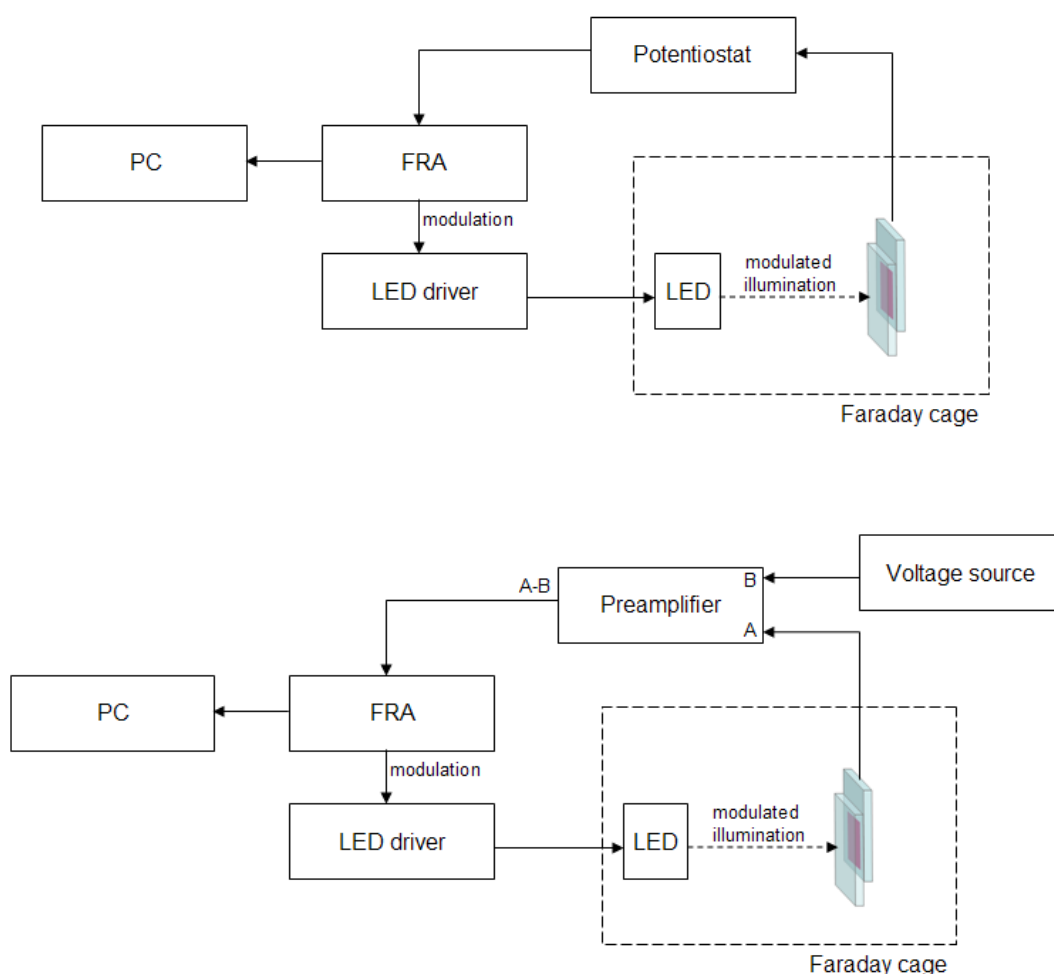 Potentiostat
PC
FRA
modulation
LED driver
LED
modulated
illumination
Faraday cage
Voltage source
A-B
Preamplifier
B
A
PC
FRA
modulation
LED driver
LED
modulated
illumination
Faraday cage